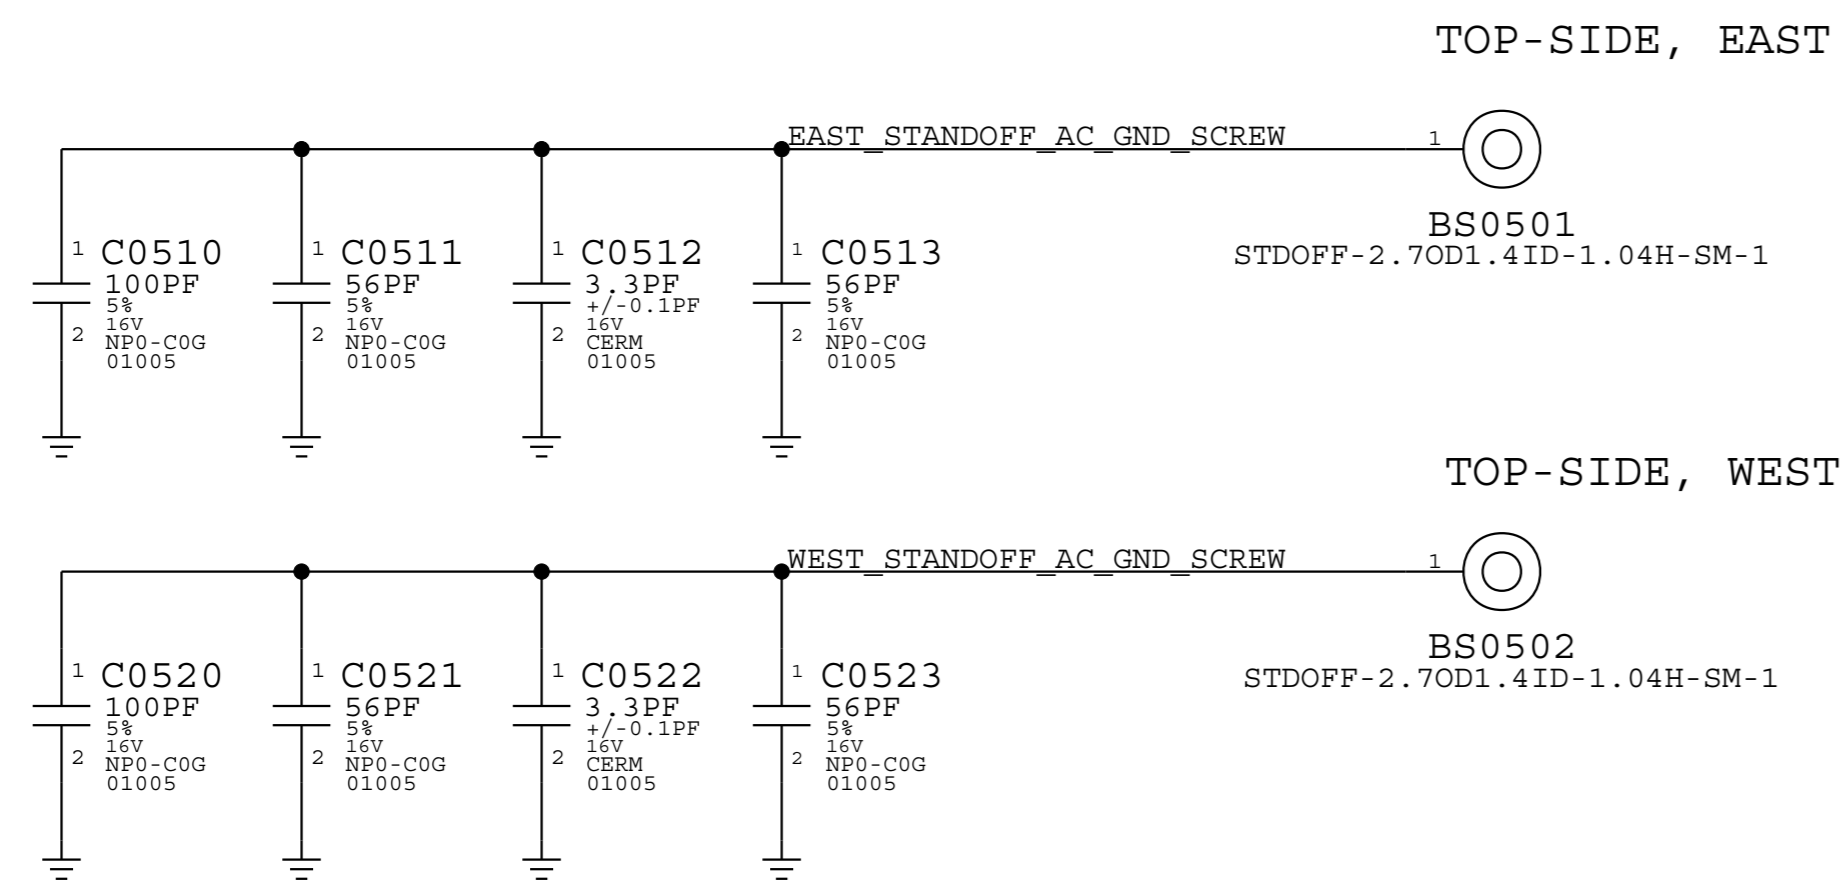 TOP-SIDE, EAST
EAST_STANDOFF_AC_GND_SCREW
1
BS0501
STDOFF-2.7OD1.4ID-1.04H-SM-1
1
C0510
100PF
5%
16V
2
NP0-C0G
01005
1
C0511
56PF
5%
16V
2
NP0-C0G
01005
1
C0512
3.3PF
+/-0.1PF
16V
2
CERM
01005
1
C0513
56PF
5%
16V
2
NP0-C0G
01005
TOP-SIDE, WEST
WEST_STANDOFF_AC_GND_SCREW
1
BS0502
STDOFF-2.7OD1.4ID-1.04H-SM-1
1
C0520
100PF
5%
16V
2
NP0-C0G
01005
1
C0521
56PF
5%
16V
2
NP0-C0G
01005
1
C0522
3.3PF
+/-0.1PF
16V
2
CERM
01005
1
C0523
56PF
5%
16V
2
NP0-C0G
01005